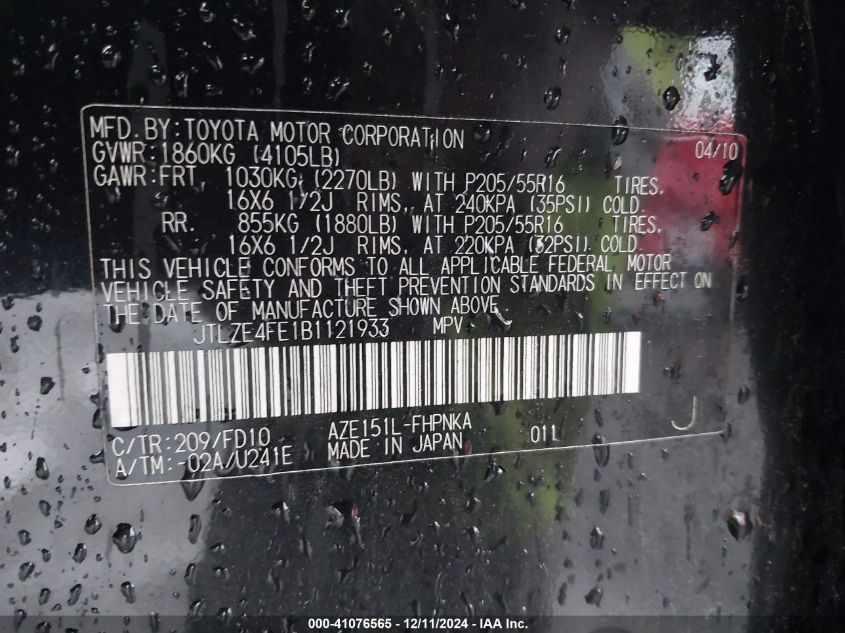 MFD. BY: TOYOTA MOTOR CORPORATION 04/10
GVWR: 1860KG (4105LB)
GAWR: FRT 1030KG (2270LB) WITH P205/55R16 TIRES,
16X6 1/2J RIMS, AT 240KPA (35PSI) COLD.
RR. 855KG (1880LB) WITH P205/55R16 TIRES,
16X6 1/2J RIMS, AT 220KPA (32PSI) COLD.
THIS VEHICLE CONFORMS TO ALL APPLICABLE FEDERAL MOTOR
VEHICLE SAFETY AND THEFT PREVENTION STANDARDS IN EFFECT ON
THE DATE OF MANUFACTURE SHOWN ABOVE.
JTLZE4FE1B1121933 MPV
C/TR: 209/FD10 AZE151L-FHPNKA 011 J
A/TM: -02A/U241E MADE IN JAPAN
000-41076565 - 12/11/2024 - IAA Inc.